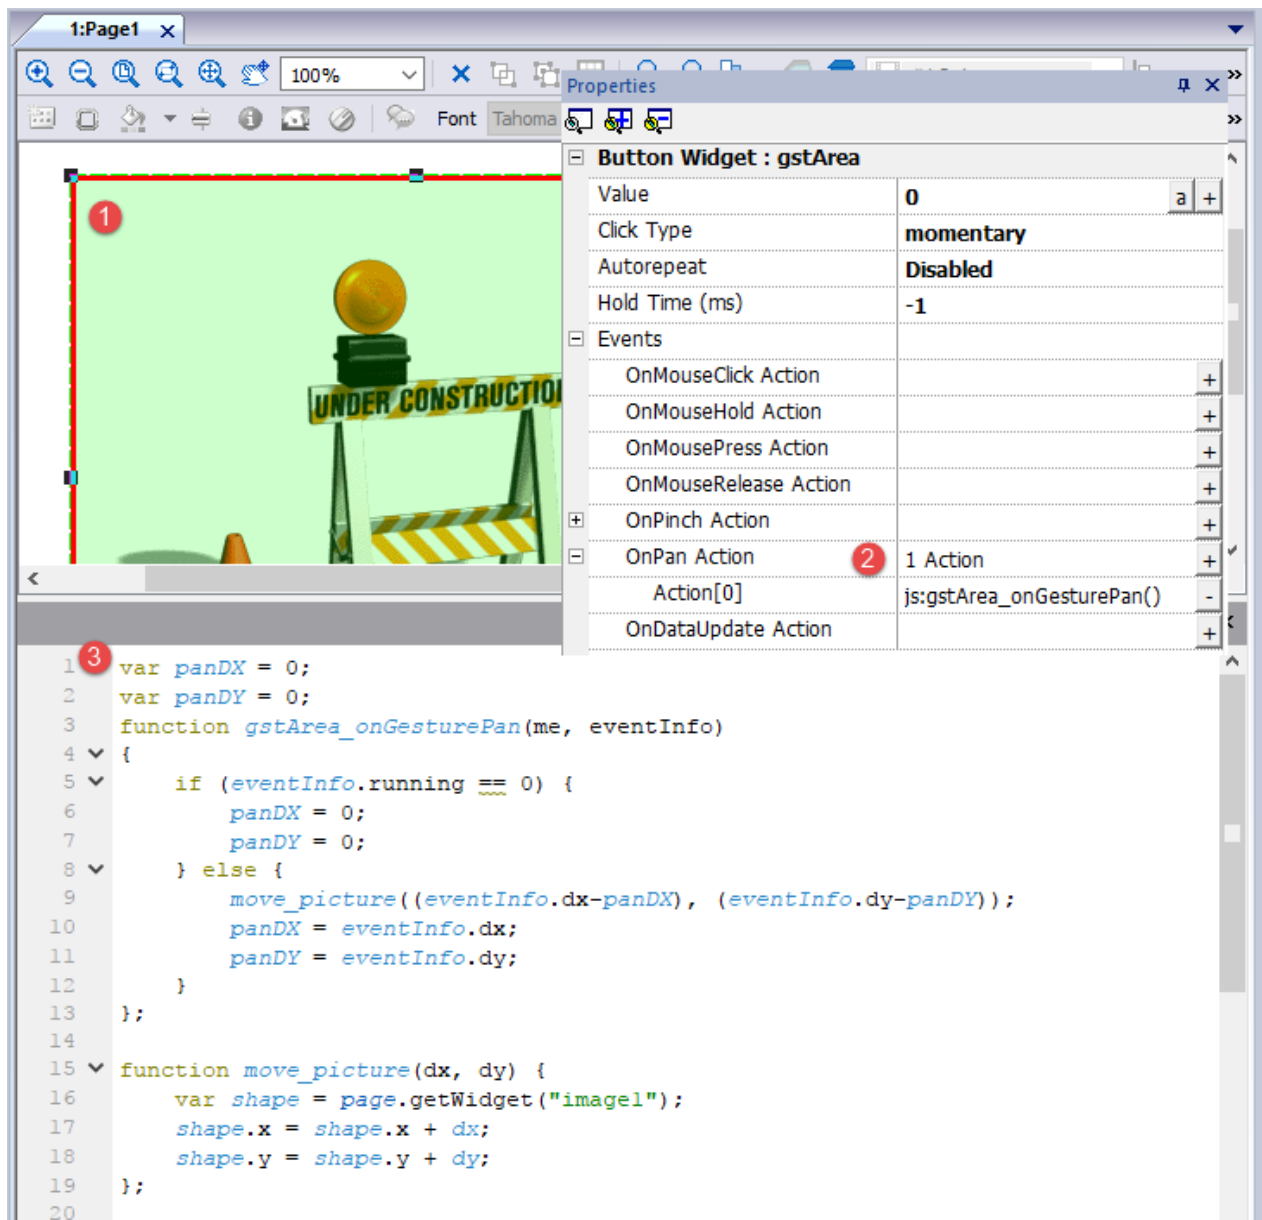 1:Page1
100%
Properties
Font Tahoma
Button Widget : gstArea
Value 0 a +
Click Type momentary
Autorepeat Disabled
Hold Time (ms) -1
Events
OnMouseClick Action +
OnMouseHold Action +
OnMousePress Action +
OnMouseRelease Action +
OnPinch Action +
OnPan Action 2 1 Action +
Action[0] js:gstArea_onGesturePan() -
OnDataUpdate Action +
1
UNDER CONSTRUCTIO
3
1 var panDX = 0;
2 var panDY = 0;
3 function gstArea_onGesturePan(me, eventInfo)
4 {
5 if (eventInfo.running == 0) {
6 panDX = 0;
7 panDY = 0;
8 } else {
9 move_picture((eventInfo.dx-panDX), (eventInfo.dy-panDY));
10 panDX = eventInfo.dx;
11 panDY = eventInfo.dy;
12 }
13 };
14
15 function move_picture(dx, dy) {
16 var shape = page.getWidget("image1");
17 shape.x = shape.x + dx;
18 shape.y = shape.y + dy;
19 };
20